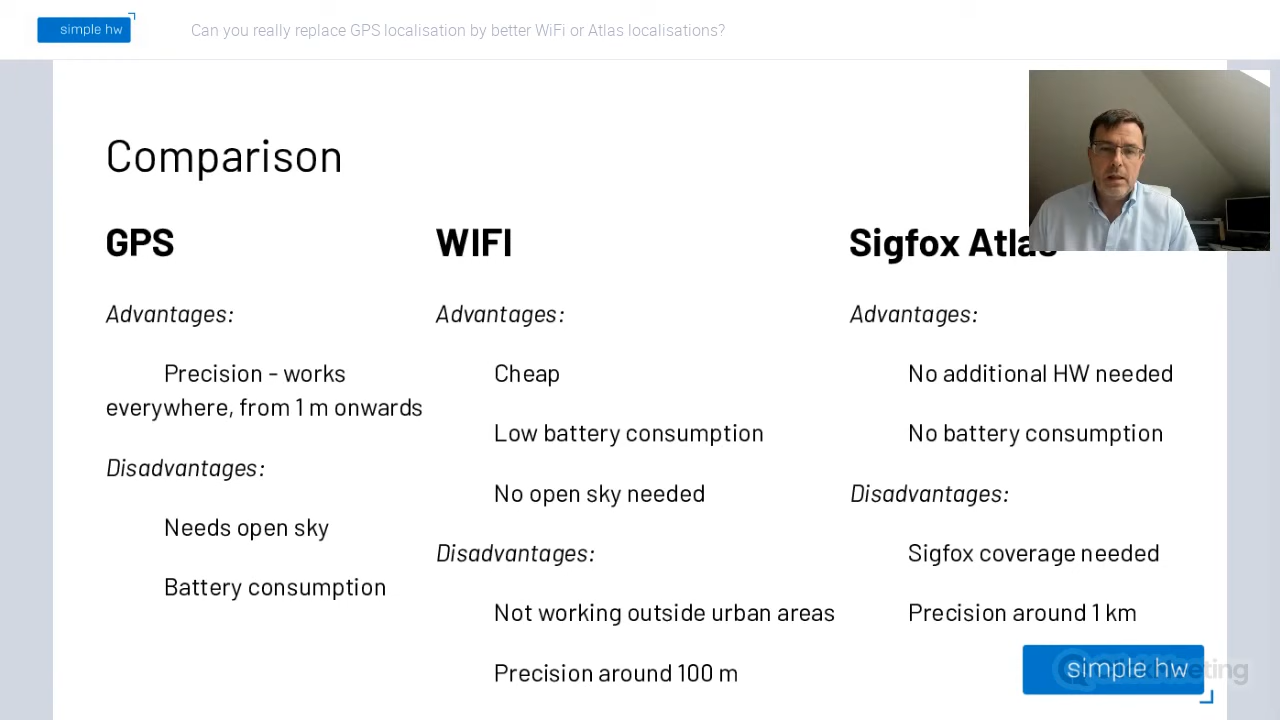 simple hw
Can you really replace GPS localisation by better WiFi or Atlas localisations?
Comparison
GPS
Advantages:
Precision - works
everywhere, from 1 m onwards
Disadvantages:
Needs open sky
Battery consumption
WIFI
Advantages:
Cheap
Low battery consumption
No open sky needed
Disadvantages:
Not working outside urban areas
Precision around 100 m
Sigfox Atlas
Advantages:
No additional HW needed
No battery consumption
Disadvantages:
Sigfox coverage needed
Precision around 1 km
simple hw